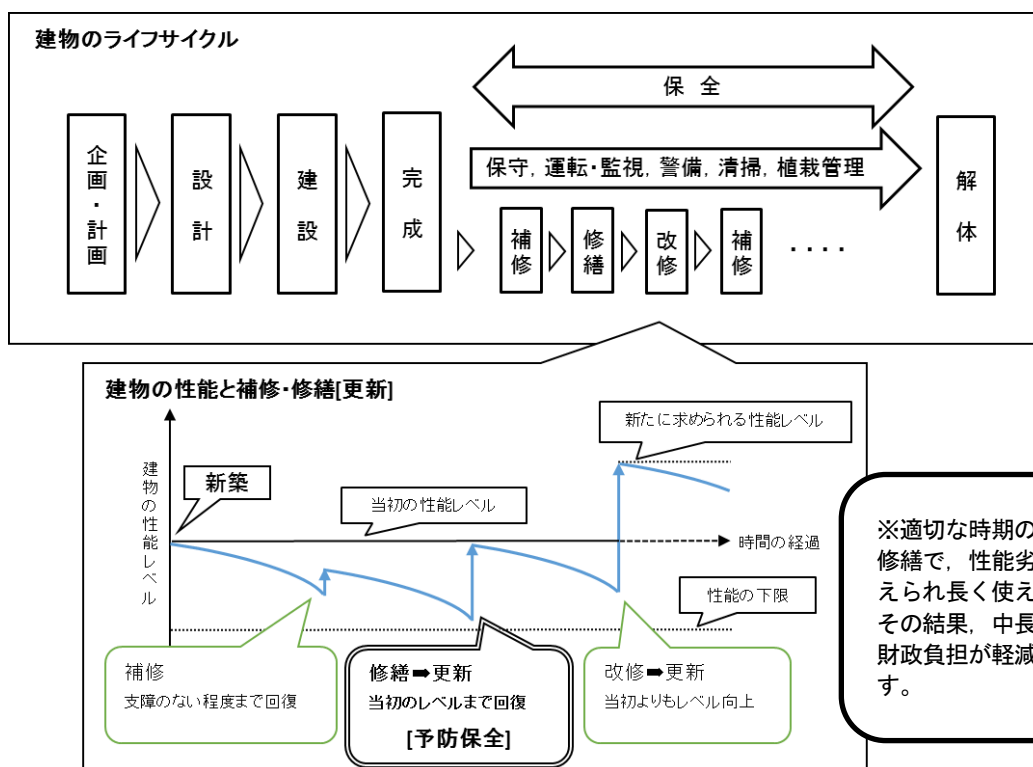 建物のライフサイクル
保 全
企画・計画
設計
建設
完成
保守, 運転・監視, 警備, 清掃, 植栽管理
補修
修繕
改修
補修
・・・・
解体
建物の性能と補修・修繕[更新]
建物の性能レベル
新築
当初の性能レベル
新たに求められる性能レベル
時間の経過
性能の下限
補修
支障のない程度まで回復
修繕➡更新
当初のレベルまで回復
[予防保全]
改修➡更新
当初よりもレベル向上
※適切な時期の
修繕で, 性能劣
えられ長く使え
その結果, 中長
財政負担が軽減
す。